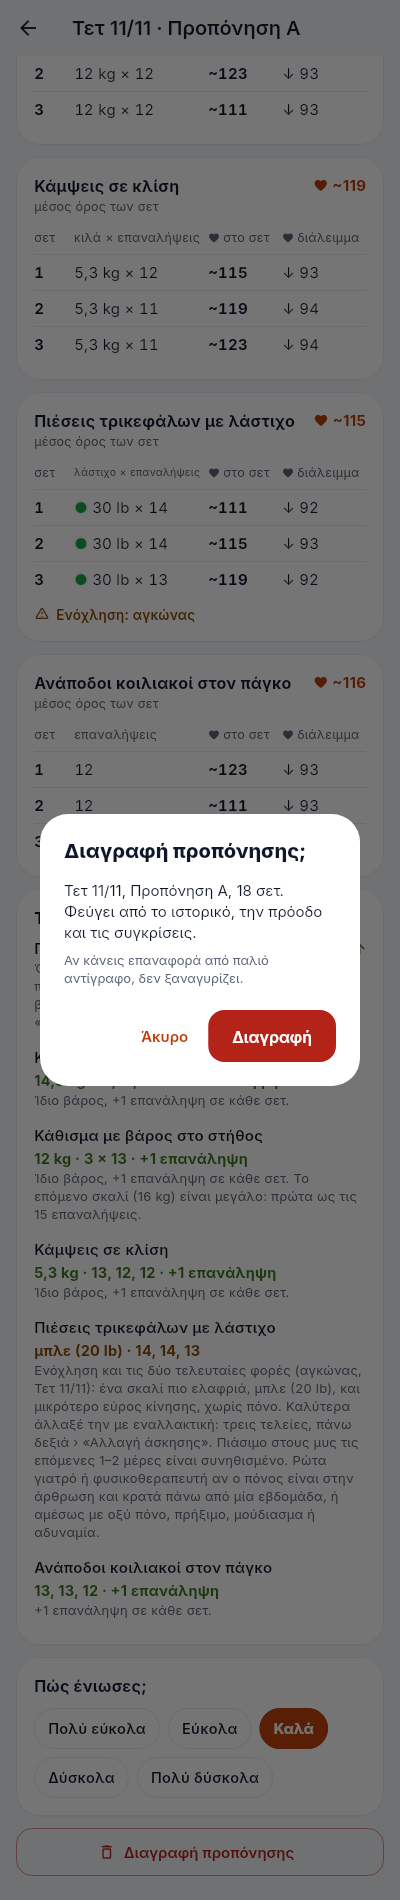 Τετ 11/11 · Προπόνηση Α
2 12 kg × 12 ~123 ↓ 93
3 12 kg × 12 ~111 ↓ 93
Κάμψεις σε κλίση ~119
μέσος όρος των σετ
σετ κιλά × επαναλήψεις στο σετ διάλειμμα
1 5,3 kg × 12 ~115 ↓ 93
2 5,3 kg × 11 ~119 ↓ 94
3 5,3 kg × 11 ~123 ↓ 94
Πιέσεις τρικεφάλων με λάστιχο ~115
μέσος όρος των σετ
σετ λάστιχο × επαναλήψεις στο σετ διάλειμμα
1 30 lb × 14 ~111 ↓ 92
2 30 lb × 14 ~115 ↓ 93
3 30 lb × 13 ~119 ↓ 92
Ενόχληση: αγκώνας
Ανάποδοι κοιλιακοί στον πάγκο ~116
μέσος όρος των σετ
σετ επαναλήψεις στο σετ διάλειμμα
1 12 ~123 ↓ 93
2 12 ~111 ↓ 93
Διαγραφή προπόνησης;
Τετ 11/11, Προπόνηση Α, 18 σετ.
Φεύγει από το ιστορικό, την πρόοδο
και τις συγκρίσεις.
Αν κάνεις επαναφορά από παλιό
αντίγραφο, δεν ξαναγυρίζει.
Άκυρο Διαγραφή
Ίδιο βάρος, +1 επανάληψη σε κάθε σετ.
Κάθισμα με βάρος στο στήθος
12 kg · 3 × 13 · +1 επανάληψη
Ίδιο βάρος, +1 επανάληψη σε κάθε σετ. Το
επόμενο σκαλί (16 kg) είναι μεγάλο: πρώτα ως τις
15 επαναλήψεις.
Κάμψεις σε κλίση
5,3 kg · 13, 12, 12 · +1 επανάληψη
Ίδιο βάρος, +1 επανάληψη σε κάθε σετ.
Πιέσεις τρικεφάλων με λάστιχο
μπλε (20 lb) · 14, 14, 13
Ενόχληση και τις δύο τελευταίες φορές (αγκώνας,
Τετ 11/11): ένα σκαλί πιο ελαφριά, μπλε (20 lb), και
μικρότερο εύρος κίνησης, χωρίς πόνο. Καλύτερα
άλλαξέ την με εναλλακτική: τρεις τελείες, πάνω
δεξιά › «Αλλαγή άσκησης». Πιάσιμο στους μυς τις
επόμενες 1–2 μέρες είναι συνηθισμένο. Ρώτα
γιατρό ή φυσικοθεραπευτή αν ο πόνος είναι στην
άρθρωση και κρατά πάνω από μία εβδομάδα, ή
αμέσως με οξύ πόνο, πρήξιμο, μούδιασμα ή
αδυναμία.
Ανάποδοι κοιλιακοί στον πάγκο
13, 13, 12 · +1 επανάληψη
+1 επανάληψη σε κάθε σετ.
Πώς ένιωσες;
Πολύ εύκολα Εύκολα Καλά
Δύσκολα Πολύ δύσκολα
Διαγραφή προπόνησης